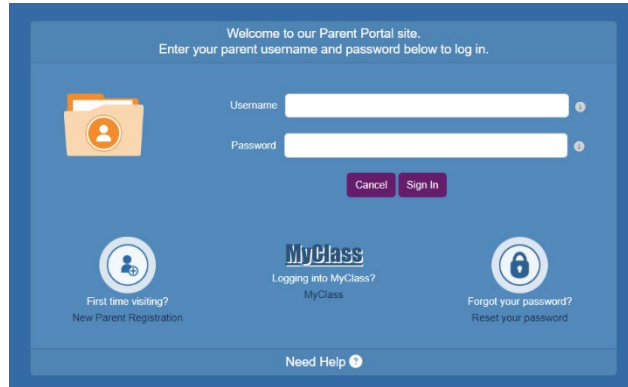 Welcome to our Parent Portal site.
Enter your parent username and password below to log in.
Username
Password
Cancel Sign In
MyClass
First time visiting?
New Parent Registration
Logging into MyClass?
MyClass
Forgot your password?
Reset your password
Need Help ?